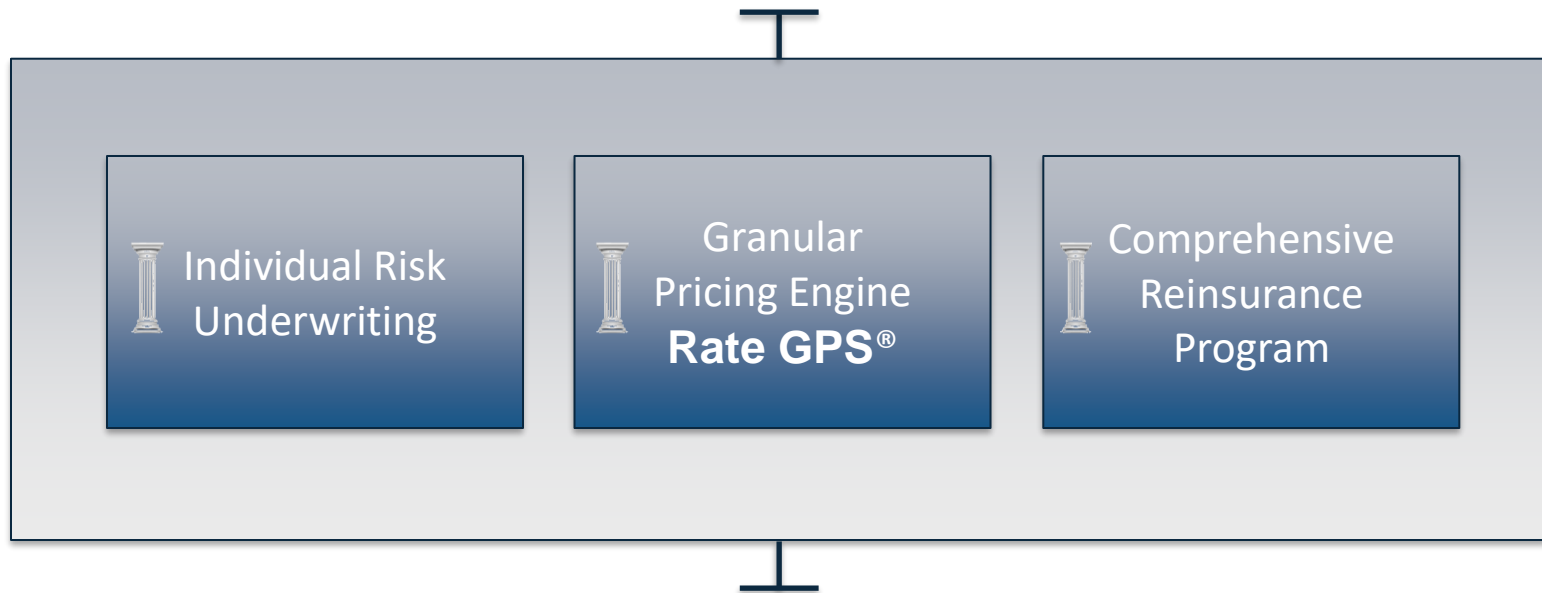 Individual Risk
Underwriting
Granular
Pricing Engine
Rate GPS®
Comprehensive
Reinsurance
Program